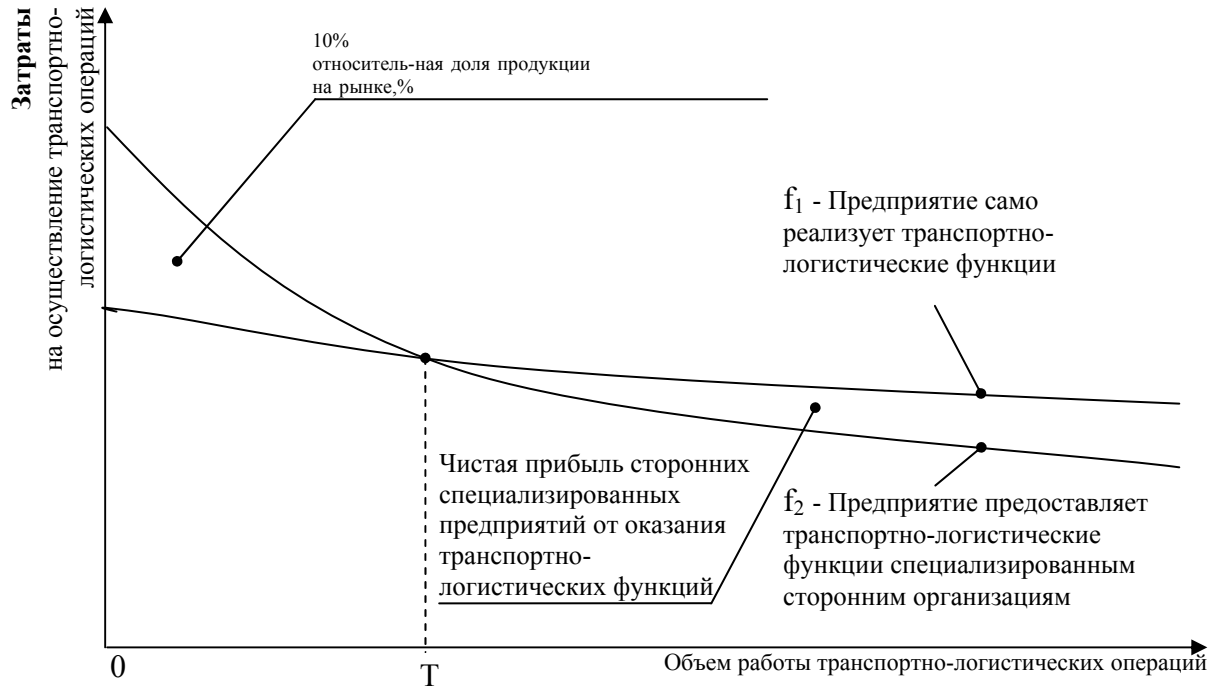 Затраты
на осуществление транспортно-
логистических операций
10%
относитель-ная доля продукции
на рынке,%
f1 - Предприятие само
реализует транспортно-
логистические функции
Чистая прибыль сторонних
специализированных
предприятий от оказания
транспортно-
логистических функций
f2 - Предприятие предоставляет
транспортно-логистические
функции специализированным
сторонним организациям
0
T
Объем работы транспортно-логистических операций